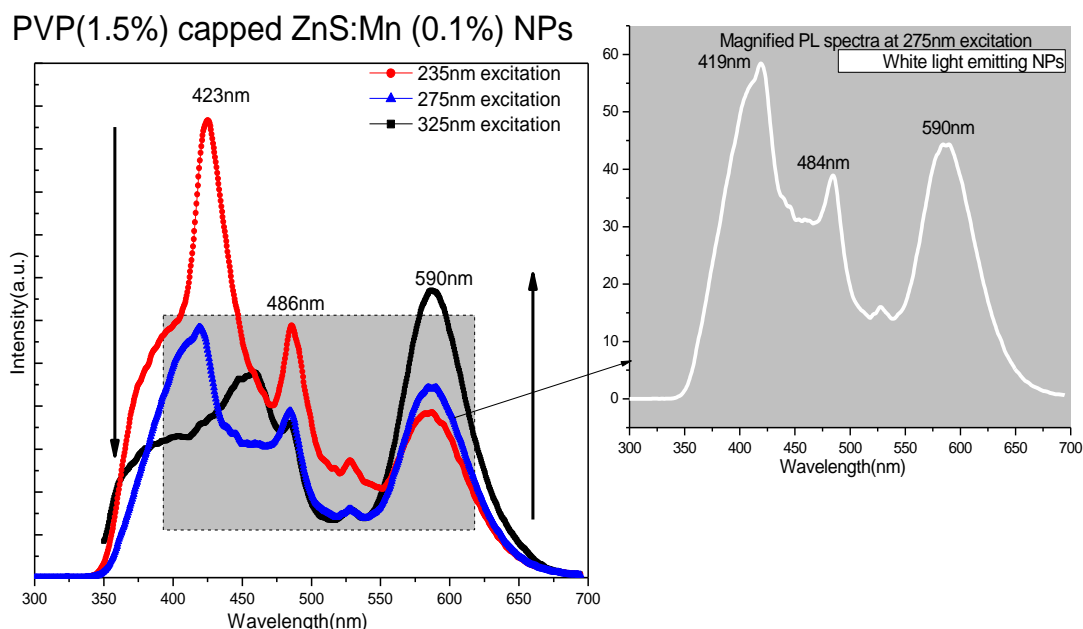 PVP(1.5%) capped ZnS:Mn (0.1%) NPs
235nm excitation
275nm excitation
325nm excitation
423nm
486nm
590nm
Intensity(a.u.)
300 350 400 450 500 550 600 650 700
Wavelength(nm)
Magnified PL spectra at 275nm excitation
White light emitting NPs
419nm
484nm
590nm
60
50
40
30
20
10
0
300 350 400 450 500 550 600 650 700
Wavelength(nm)